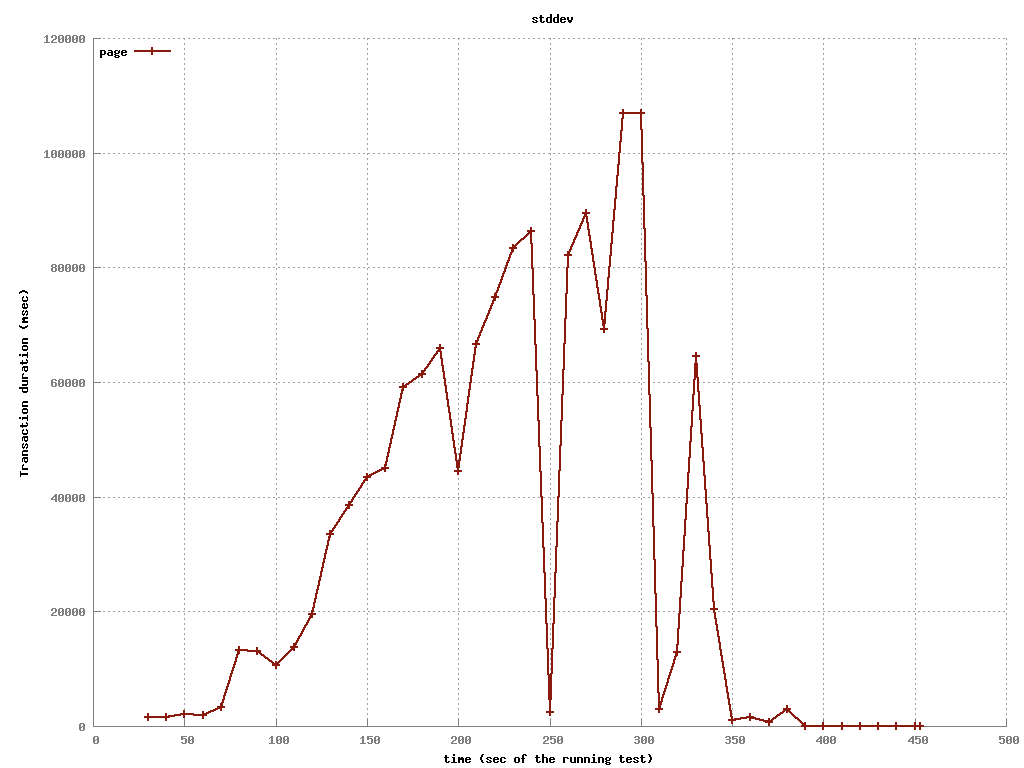 stddev
page
120000
100000
80000
60000
40000
20000
0
Transaction duration (msec)
0 50 100 150 200 250 300 350 400 450 500
time (sec of the running test)